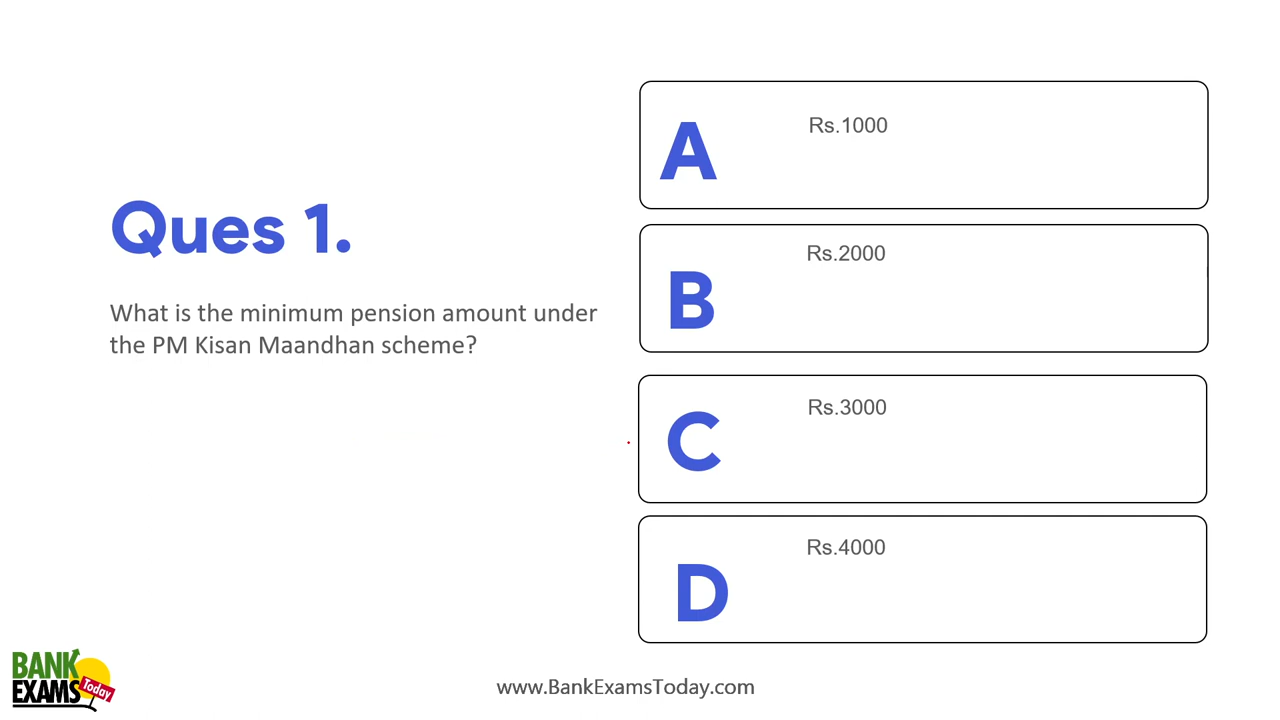 Ques 1.
What is the minimum pension amount under
the PM Kisan Maandhan scheme?
A
Rs.1000
B
Rs.2000
C
Rs.3000
D
Rs.4000
BANK
EXAMS
Today
www.BankExamsToday.com